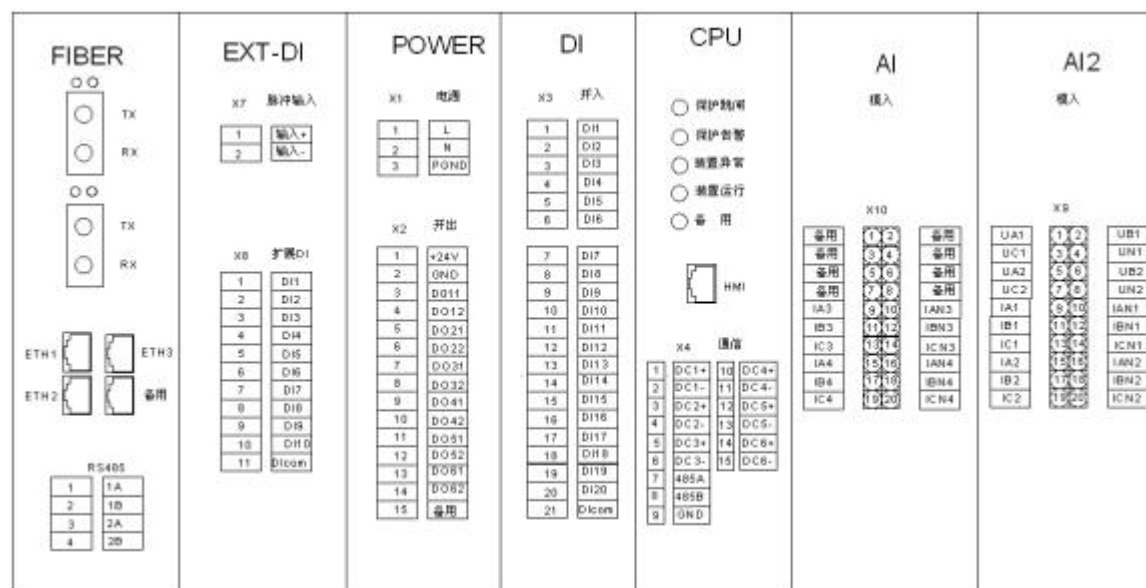 FIBER
TX
RX
TX
RX
ETH1
ETH3
ETH2
备用
RS485
1 1A
2 1B
3 2A
4 2B
EXT-DI
X7 脉冲输入
1 输入+
2 输入-
X8 扩展DI
1 DI1
2 DI2
3 DI3
4 DI4
5 DI5
6 DI6
7 DI7
8 DI8
9 DI9
10 DI10
11 DIcom
POWER
X1 电源
1 L
2 N
3 PGND
X2 开出
1 +24V
2 GND
3 DO11
4 DO12
5 DO21
6 DO22
7 DO31
8 DO32
9 DO41
10 DO42
11 DO51
12 DO52
13 DO61
14 DO62
15 备用
DI
X3 开入
1 DI1
2 DI2
3 DI3
4 DI4
5 DI5
6 DI6
7 DI7
8 DI8
9 DI9
10 DI10
11 DI11
12 DI12
13 DI13
14 DI14
15 DI15
16 DI16
17 DI17
18 DI18
19 DI19
20 DI20
21 DIcom
CPU
保护跳闸
保护告警
装置异常
装置运行
备 用
HMI
X4 通信
1 DC1+ 10 DC4+
2 DC1- 11 DC4-
3 DC2+ 12 DC5+
4 DC2- 13 DC5-
5 DC3+ 14 DC6+
6 DC3- 15 DC6-
7 485A
8 485B
9 GND
AI
模入
X10
备用 1 2 备用
备用 3 4 备用
备用 5 6 备用
备用 7 8 备用
IA3 9 10 IAN3
IB3 11 12 IBN3
IC3 13 14 ICN3
IA4 15 16 IAN4
IB4 17 18 IBN4
IC4 19 20 ICN4
AI2
模入
X9
UA1 1 2 UB1
UC1 3 4 UN1
UA2 5 6 UB2
UC2 7 8 UN2
IA1 9 10 IAN1
IB1 11 12 IBN1
IC1 13 14 ICN1
IA2 15 16 IAN2
IB2 17 18 IBN2
IC2 19 20 ICN2